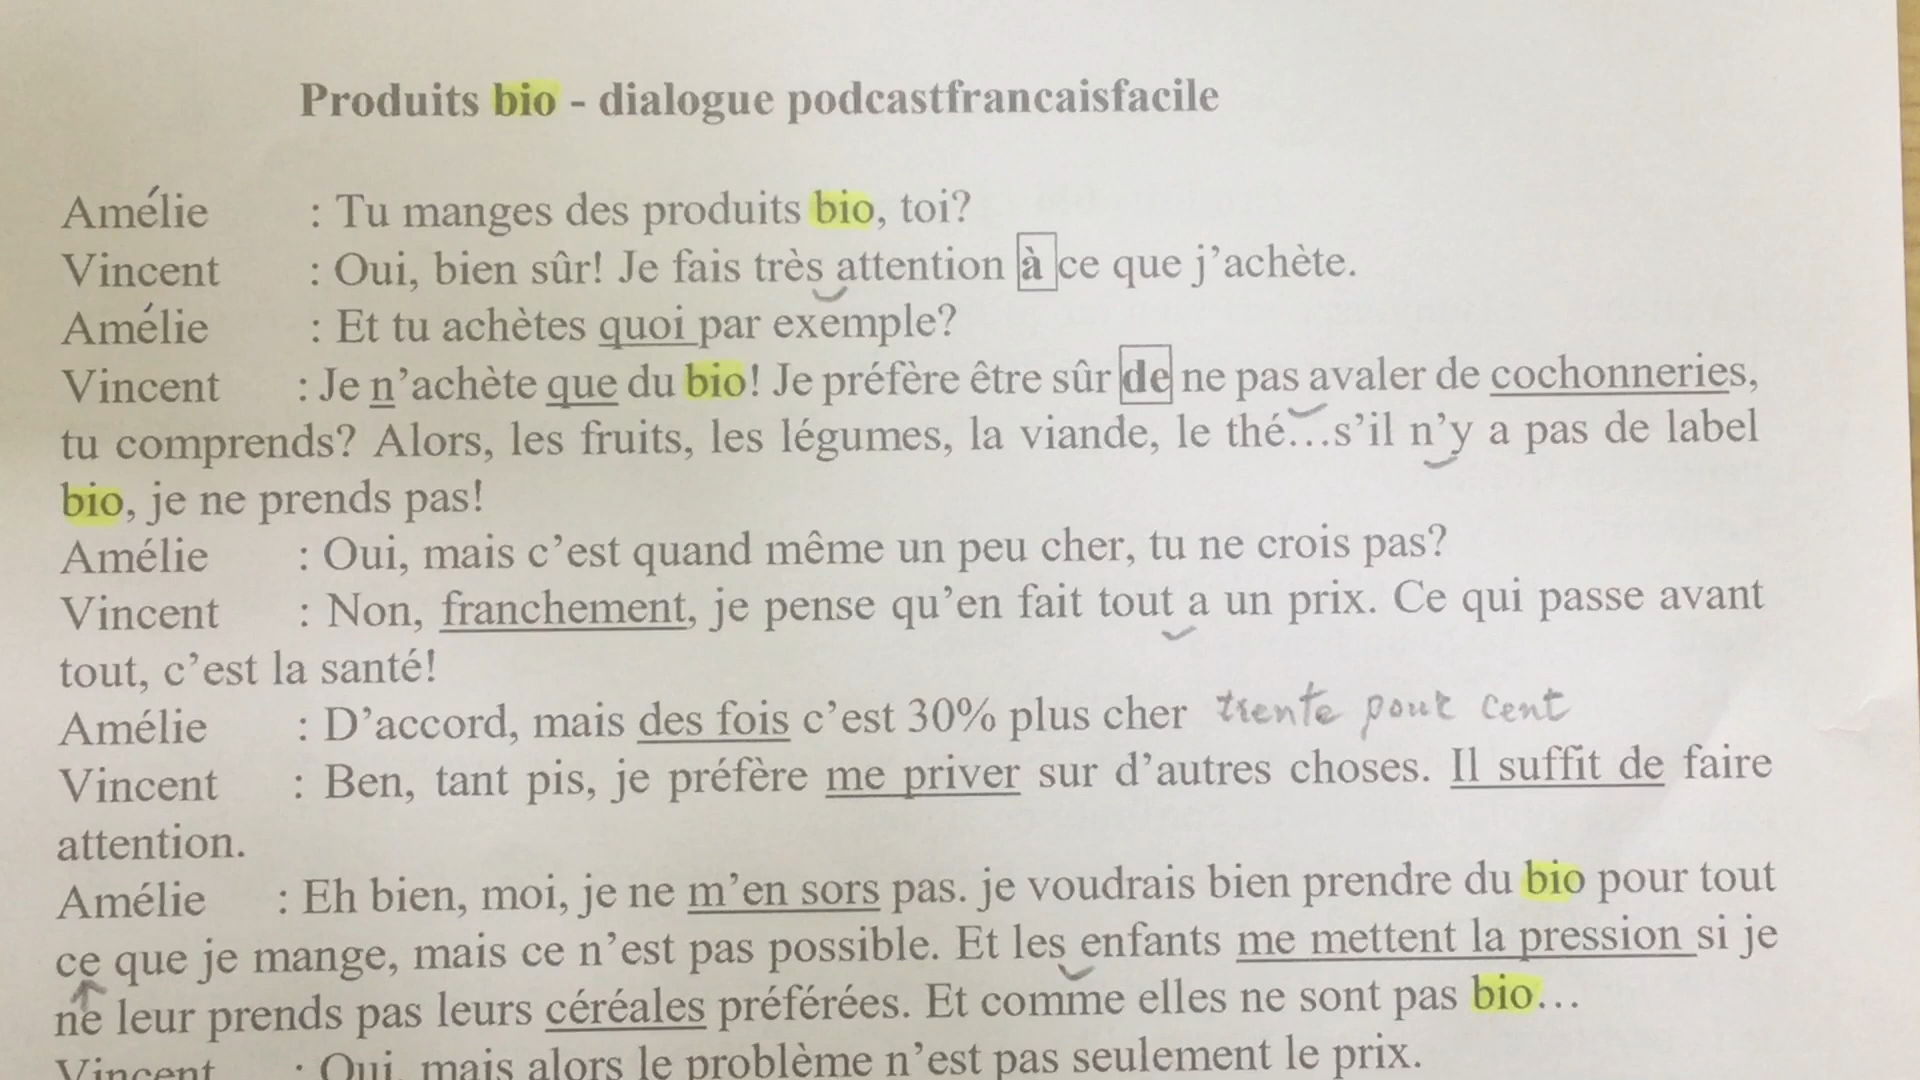 Produits bio - dialogue podcastfrancaisfacile
Amélie : Tu manges des produits bio, toi?
Vincent : Oui, bien sûr! Je fais très attention à ce que j’achète.
Amélie : Et tu achètes quoi par exemple?
Vincent : Je n’achète que du bio! Je préfère être sûr de ne pas avaler de cochonneries,
tu comprends? Alors, les fruits, les légumes, la viande, le thé…s’il n’y a pas de label
bio, je ne prends pas!
Amélie : Oui, mais c’est quand même un peu cher, tu ne crois pas?
Vincent : Non, franchement, je pense qu’en fait tout a un prix. Ce qui passe avant
tout, c’est la santé!
Amélie : D’accord, mais des fois c’est 30% plus cher trente pour cent
Vincent : Ben, tant pis, je préfère me priver sur d’autres choses. Il suffit de faire
attention.
Amélie : Eh bien, moi, je ne m’en sors pas. je voudrais bien prendre du bio pour tout
ce que je mange, mais ce n’est pas possible. Et les enfants me mettent la pression si je
ne leur prends pas leurs céréales préférées. Et comme elles ne sont pas bio…
Vincent : Oui, mais alors le problème n’est pas seulement le prix.